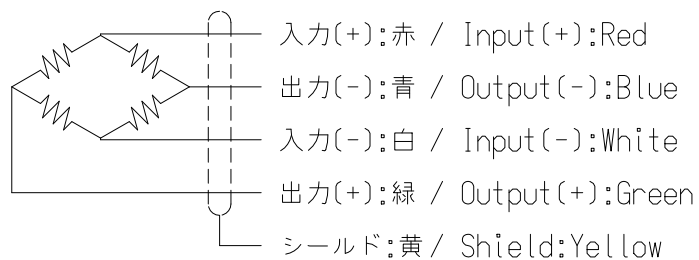 入力(+):赤 / Input(+):Red
出力(-):青 / Output(-):Blue
入力(-):白 / Input(-):White
出力(+):緑 / Output(+):Green
シールド:黄 / Shield:Yellow